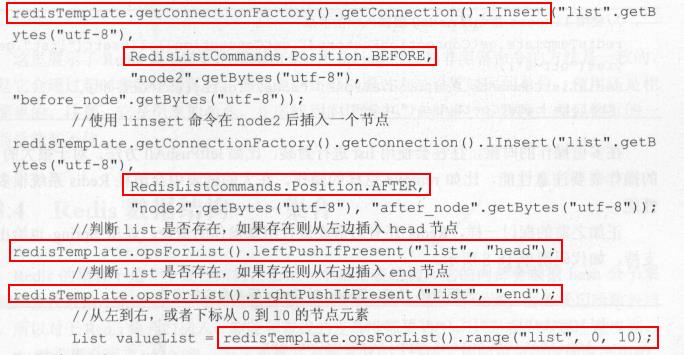 redisTemplate.getConnectionFactory().getConnection().lInsert("list".getB
ytes("utf-8"),
RedisListCommands.Position.BEFORE,
"node2".getBytes("utf-8"),
"before_node".getBytes("utf-8"));
//使用 linsert 命令在 node2 后插入一个节点
redisTemplate.getConnectionFactory().getConnection().lInsert("list".getB
ytes("utf-8"),
RedisListCommands.Position.AFTER,
"node2".getBytes("utf-8"), "after_node".getBytes("utf-8"));
//判断 list 是否存在，如果存在则从左边插入 head 节点
redisTemplate.opsForList().leftPushIfPresent("list", "head");
//判断 list 是否存在，如果存在则从右边插入 end 节点
redisTemplate.opsForList().rightPushIfPresent("list", "end");
//从左到右，或者下标从 0 到 10 的节点元素
List valueList = redisTemplate.opsForList().range("list", 0, 10);